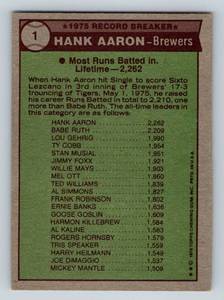 ★ 1975 RECORD BREAKER ★
1
HANK AARON–Brewers
● Most Runs Batted in.
Lifetime—2,262
When Hank Aaron hit Single to score Sixto
Lezcano in 3rd inning of Brewers' 17-3
trouncing of Tigers, May 1, 1975, he raised
his career Runs Batted in total to 2,210, one
more than Babe Ruth. The all-time leaders in
this category are as follows:
HANK AARON 2,262
BABE RUTH 2,209
LOU GEHRIG 1,990
TY COBB 1,954
STAN MUSIAL 1,951
JIMMY FOXX 1,921
WILLIE MAYS 1,903
MEL OTT 1,860
TED WILLIAMS 1,839
AL SIMMONS 1,827
FRANK ROBINSON 1,
ERNIE BANKS 1,636
GOOSE GOSLIN 1,609
HARMON KILLEBREW 1,584
AL KALINE 1,583
ROGERS HORNSBY 1,
TRIS SPEAKER 1,559
HARRY HEILMANN 1,549
JOE DIMAGGIO 1,537
MICKEY MANTLE 1,509